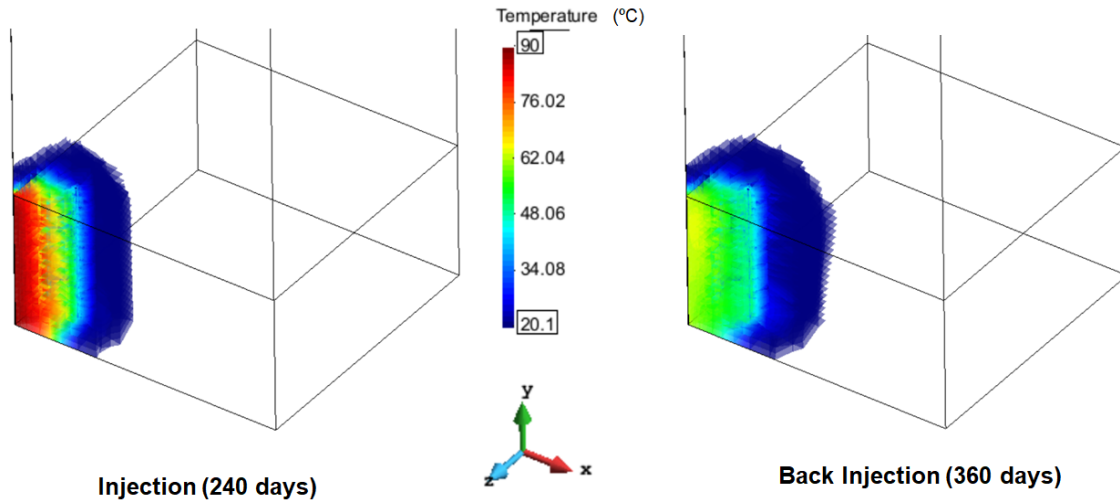 Temperature (ºC)
90
76.02
62.04
48.06
34.08
20.1
y
z
x
Injection (240 days)
Back Injection (360 days)